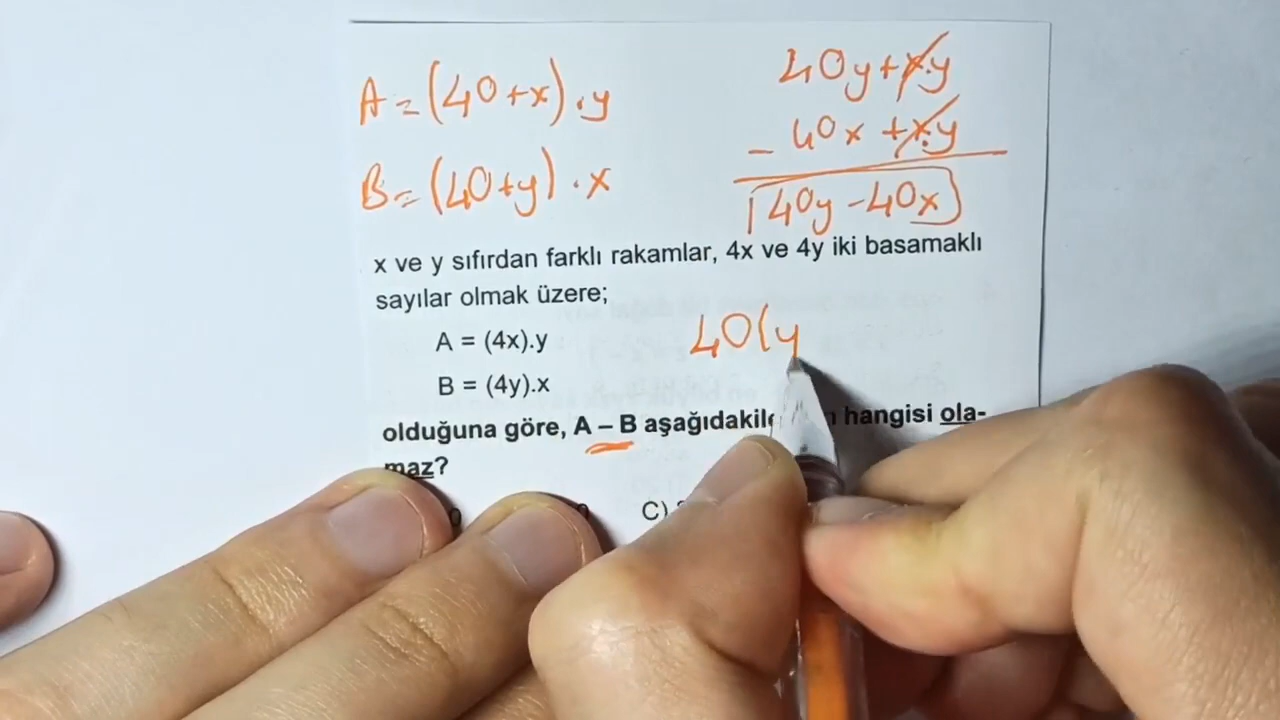 A = (40+x).y
B = (40+y).x
40y+x.y
- 40x +x.y
40y -40x
x ve y sıfırdan farklı rakamlar, 4x ve 4y iki basamaklı
sayılar olmak üzere;
A = (4x).y
B = (4y).x
40(y
olduğuna göre, A – B hangisi ola-
maz?
C)